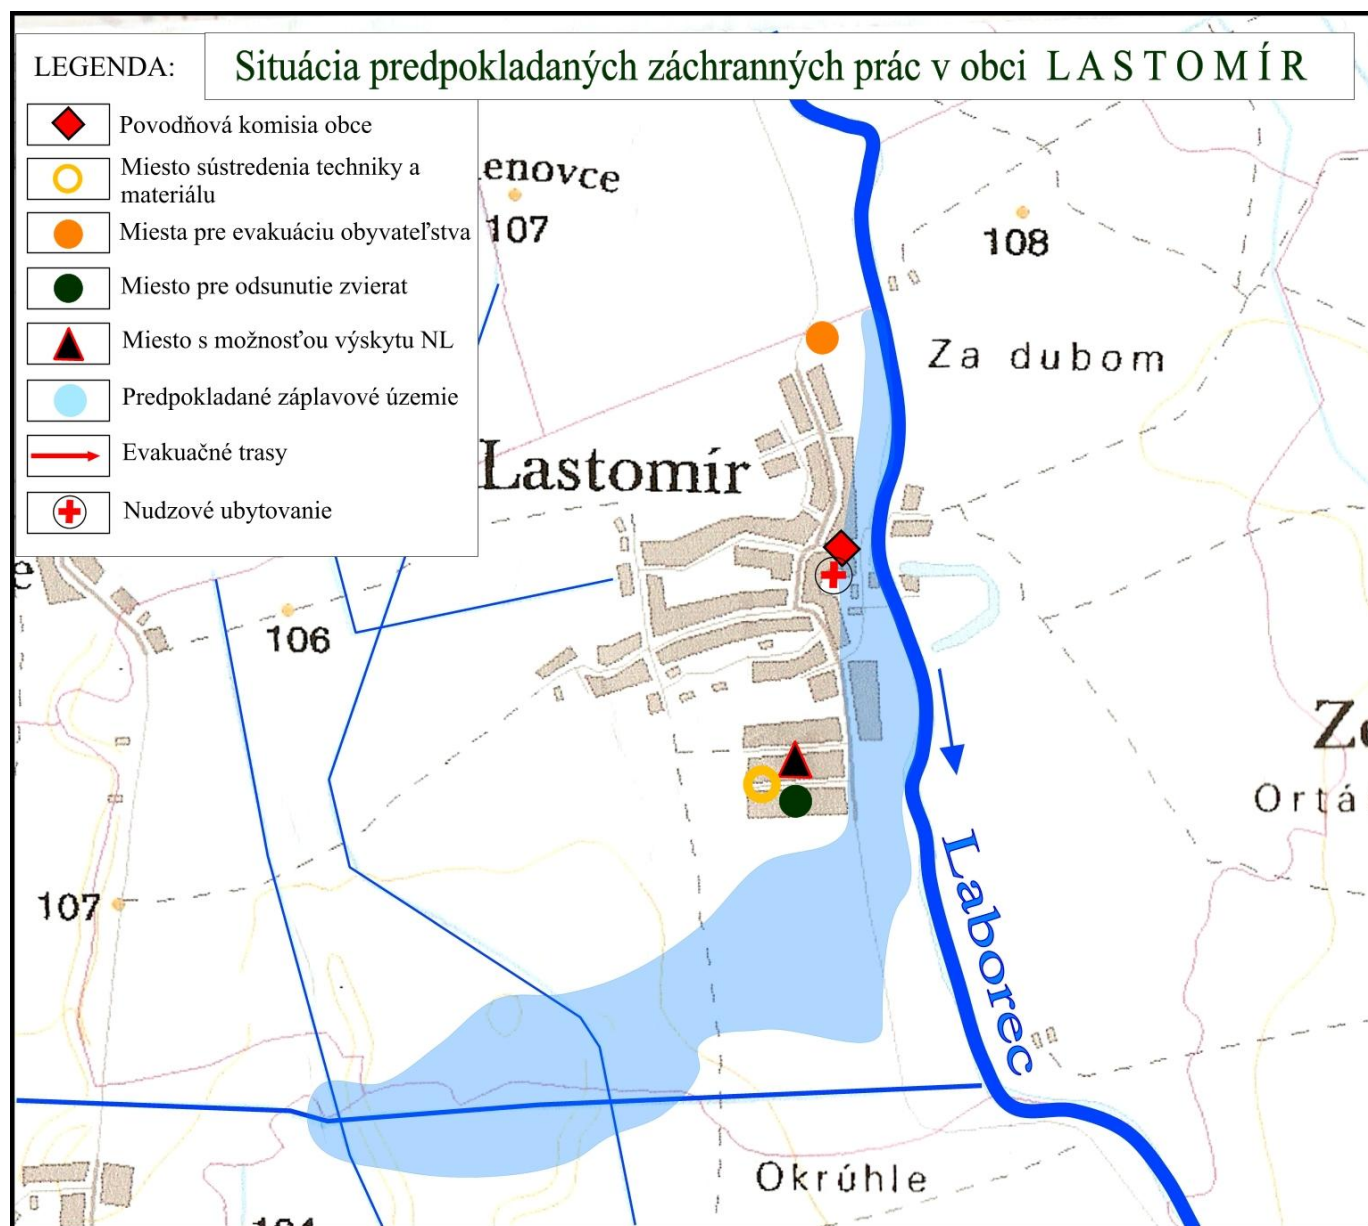 LEGENDA:
Situácia predpokladaných záchranných prác v obci L A S T O M Í R
Povodňová komisia obce
Miesto sústredenia techniky a
materiálu
Miesta pre evakuáciu obyvateľstva
Miesto pre odsunutie zvierat
Miesto s možnosťou výskytu NL
Predpokladané záplavové územie
Evakuačné trasy
Nudzové ubytovanie
enovce
107
108
Za dubom
Lastomír
e
106
Ortá
107
Laborec
Okrúhle